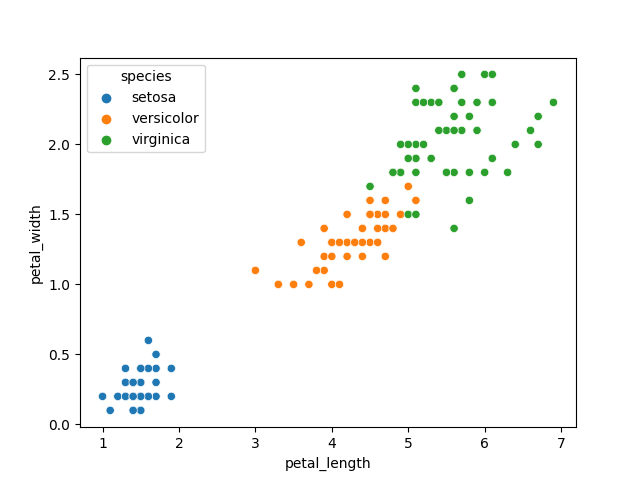 species
setosa
versicolor
virginica
petal_width
2.5
2.0
1.5
1.0
0.5
0.0
1 2 3 4 5 6 7
petal_length